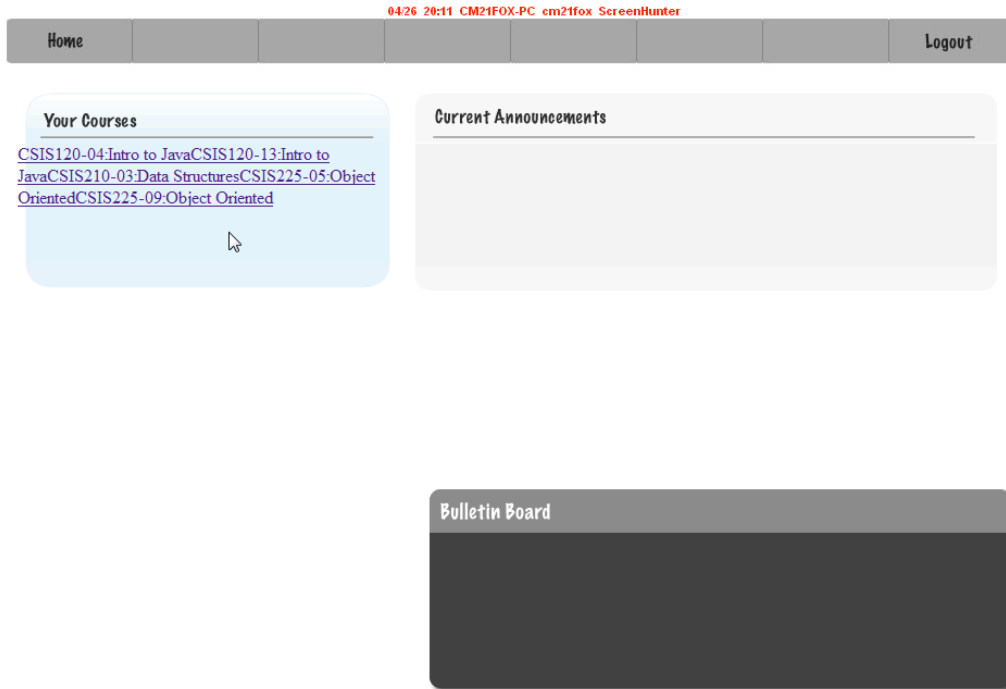 04/26 20:11 CM21FOX-PC cm21fox ScreenHunter
Home
Logout
Your Courses
CSIS120-04:Intro to JavaCSIS120-13:Intro to
JavaCSIS210-03:Data StructuresCSIS225-05:Object
OrientedCSIS225-09:Object Oriented
Current Announcements
Bulletin Board